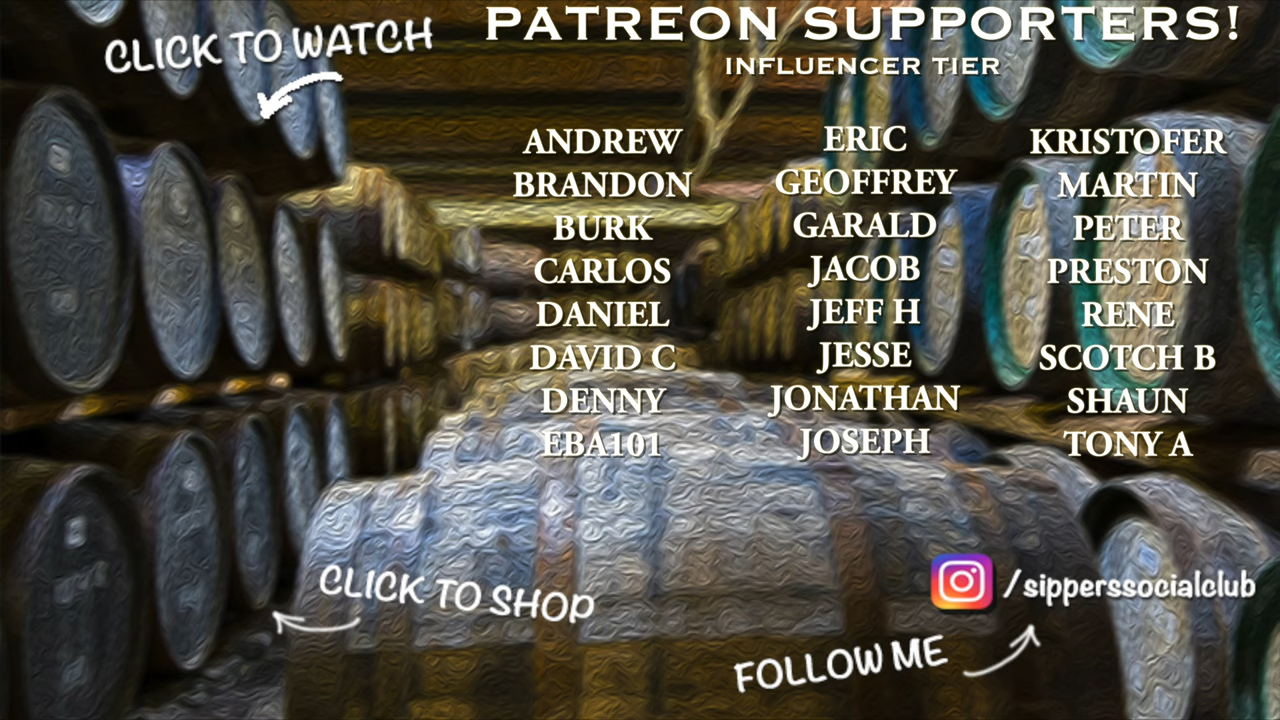 CLICK TO WATCH
PATREON SUPPORTERS!
INFLUENCER TIER
ANDREW
BRANDON
BURK
CARLOS
DANIEL
DAVID C
DENNY
EBA101
ERIC
GEOFFREY
GARALD
JACOB
JEFF H
JESSE
JONATHAN
JOSEPH
KRISTOFER
MARTIN
PETER
PRESTON
RENE
SCOTCH B
SHAUN
TONY A
CLICK TO SHOP
/sipperssocialclub
FOLLOW ME